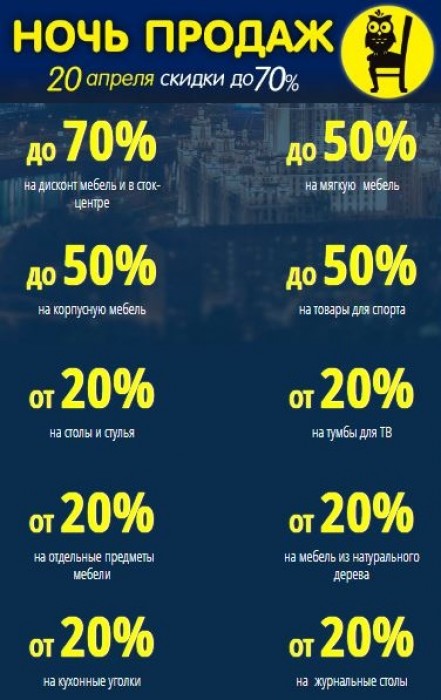 НОЧЬ ПРОДАЖ
20 апреля скидки до 70%
до 70%
на дисконт мебель и в сток-
центре
до 50%
на мягкую мебель
до 50%
на корпусную мебель
до 50%
на товары для спорта
от 20%
на столы и стулья
от 20%
на тумбы для ТВ
от 20%
на отдельные предметы
мебели
от 20%
на мебель из натурального
дерева
от 20%
на кухонные уголки
от 20%
на журнальные столы